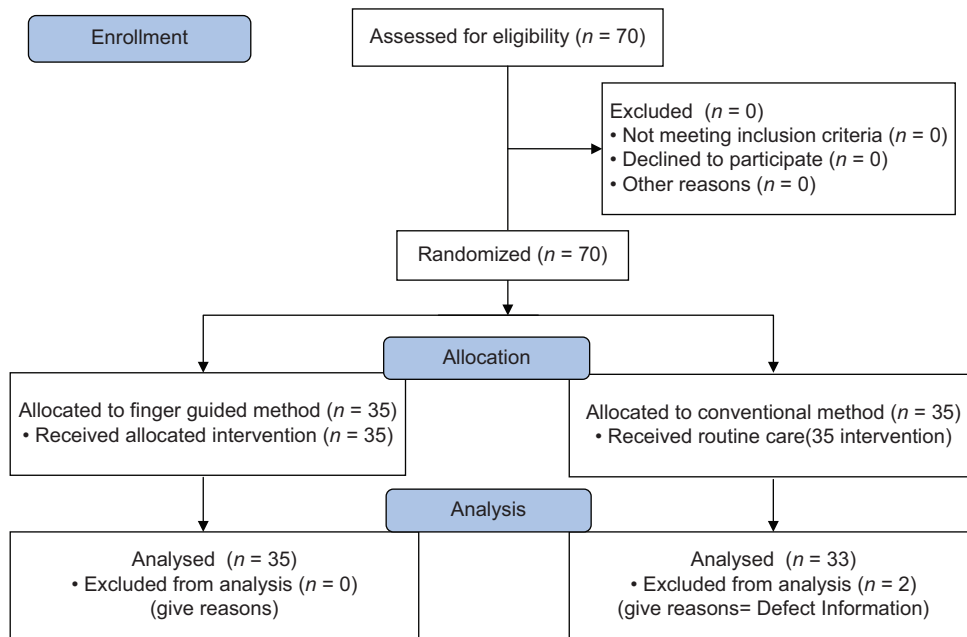 Enrollment
Assessed for eligibility (n = 70)
Excluded (n = 0)
• Not meeting inclusion criteria (n = 0)
• Declined to participate (n = 0)
• Other reasons (n = 0)
Randomized (n = 70)
Allocation
Allocated to finger guided method (n = 35)
• Received allocated intervention (n = 35)
Allocated to conventional method (n = 35)
• Received routine care(35 intervention)
Analysis
Analysed (n = 35)
• Excluded from analysis (n = 0)
(give reasons)
Analysed (n = 33)
• Excluded from analysis (n = 2)
(give reasons= Defect Information)